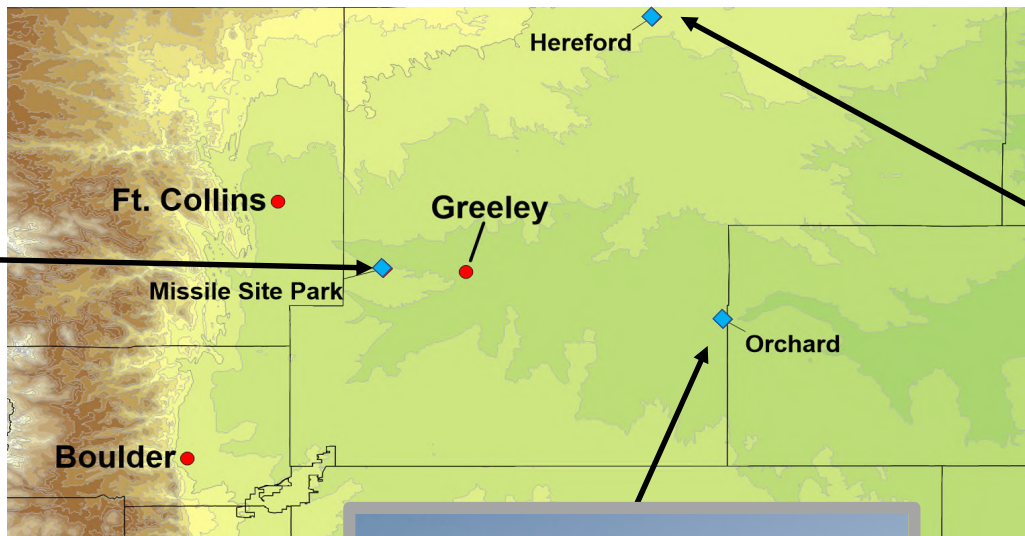 Hereford
Ft. Collins
Greeley
Missile Site Park
Orchard
Boulder